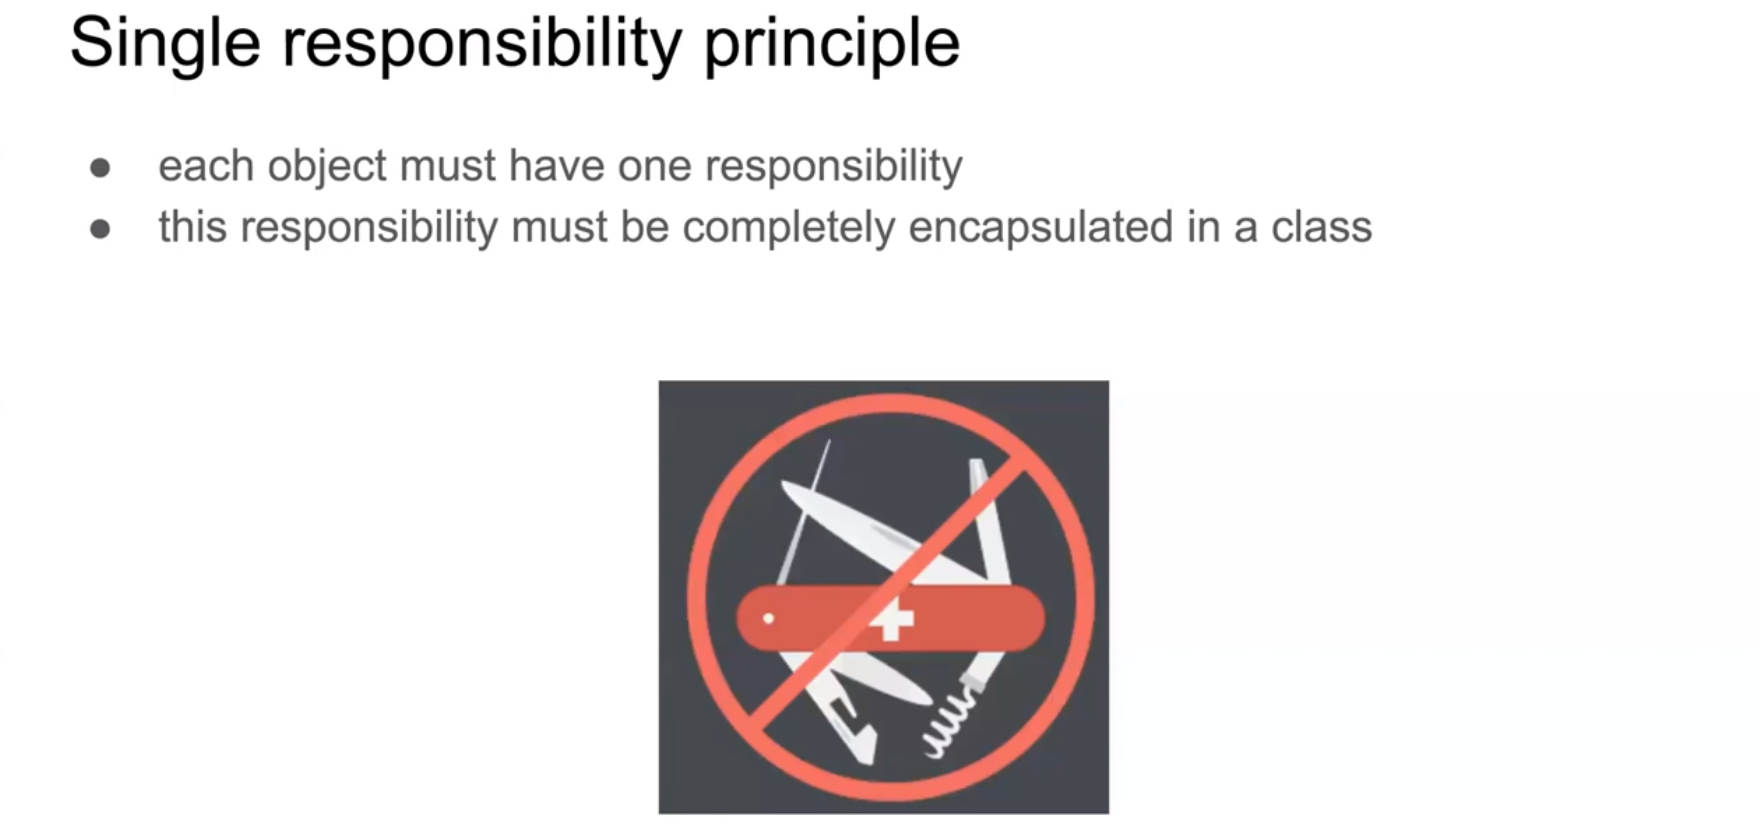 Single responsibility principle
● each object must have one responsibility
● this responsibility must be completely encapsulated in a class